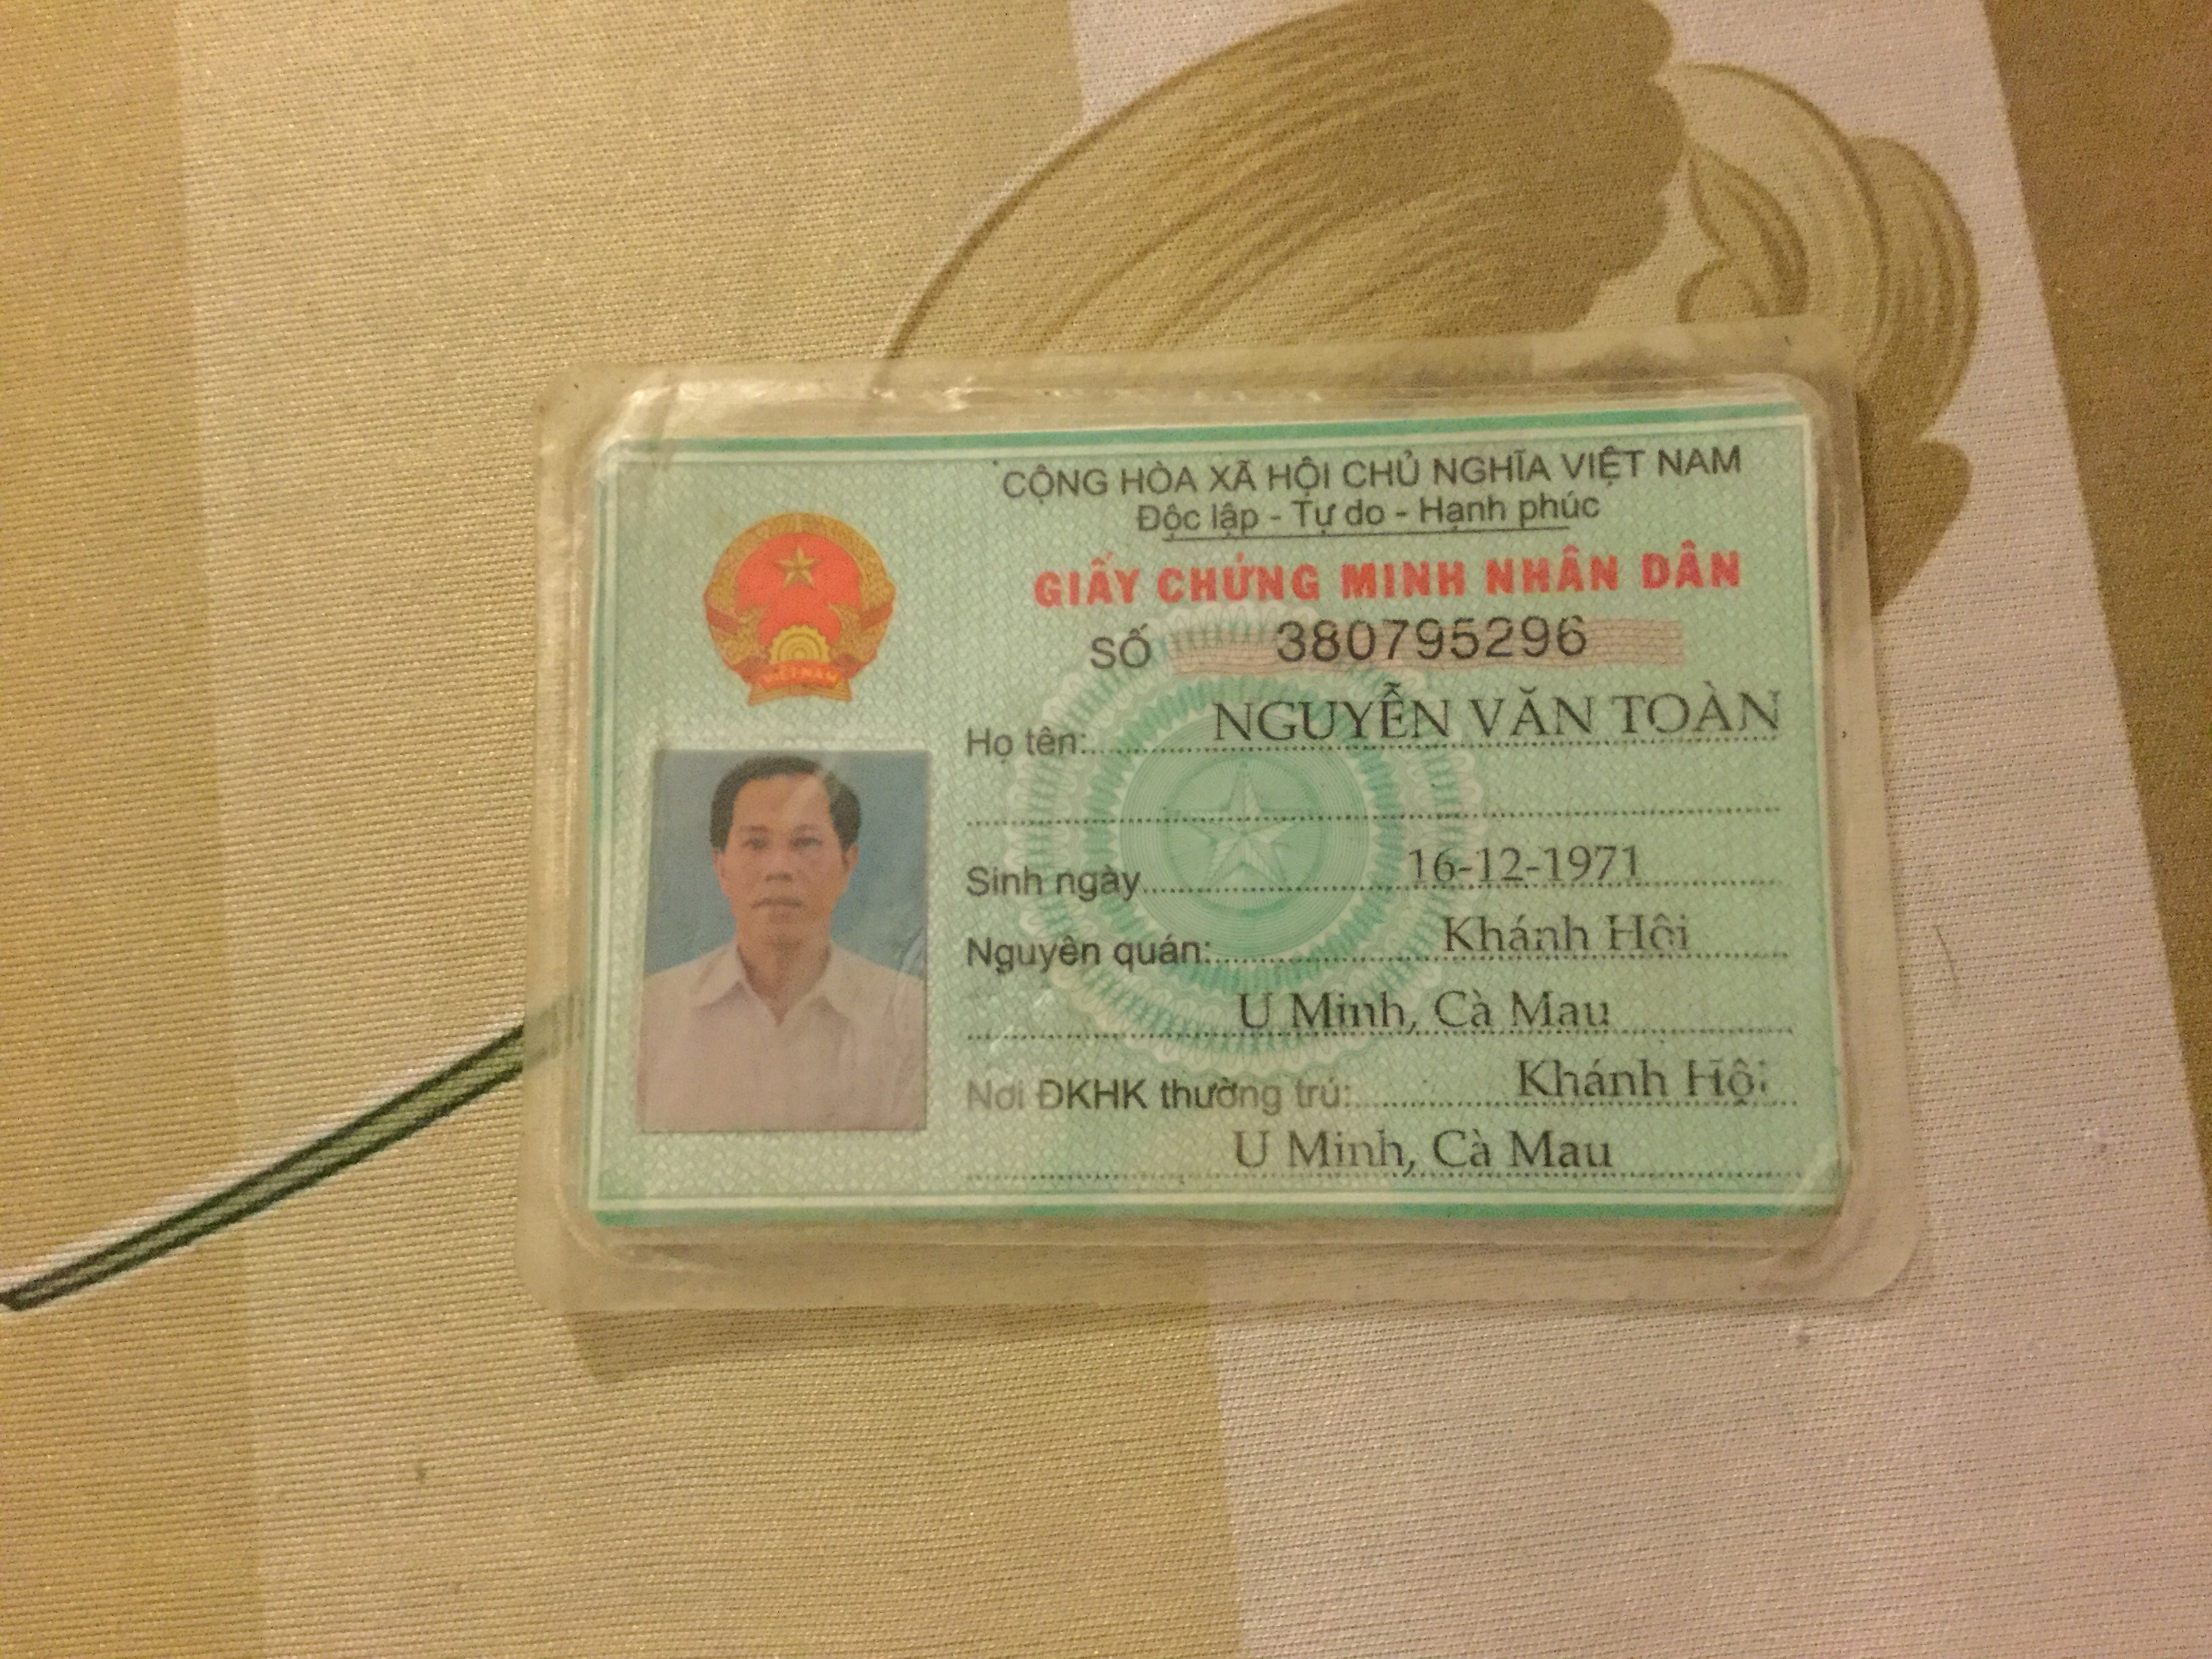 CỘNG HÒA XÃ HỘI CHỦ NGHĨA VIỆT NAM
Độc lập - Tự do - Hạnh phúc
GIẤY CHỨNG MINH NHÂN DÂN
SỐ 380795296
Họ tên: NGUYỄN VĂN TOÀN
Sinh ngày 16-12-1971
Nguyên quán: Khánh Hội
U Minh, Cà Mau
Nơi ĐKHK thường trú: Khánh Hội
U Minh, Cà Mau